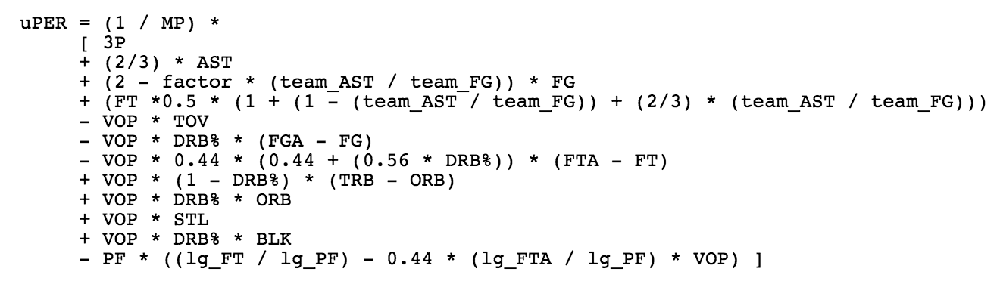 uPER = (1 / MP) *
[ 3P
+ (2/3) * AST
+ (2 - factor * (team_AST / team_FG)) * FG
+ (FT *0.5 * (1 + (1 - (team_AST / team_FG)) + (2/3) * (team_AST / team_FG)))
- VOP * TOV
- VOP * DRB% * (FGA - FG)
- VOP * 0.44 * (0.44 + (0.56 * DRB%)) * (FTA - FT)
+ VOP * (1 - DRB%) * (TRB - ORB)
+ VOP * DRB% * ORB
+ VOP * STL
+ VOP * DRB% * BLK
- PF * ((lg_FT / lg_PF) - 0.44 * (lg_FTA / lg_PF) * VOP) ]